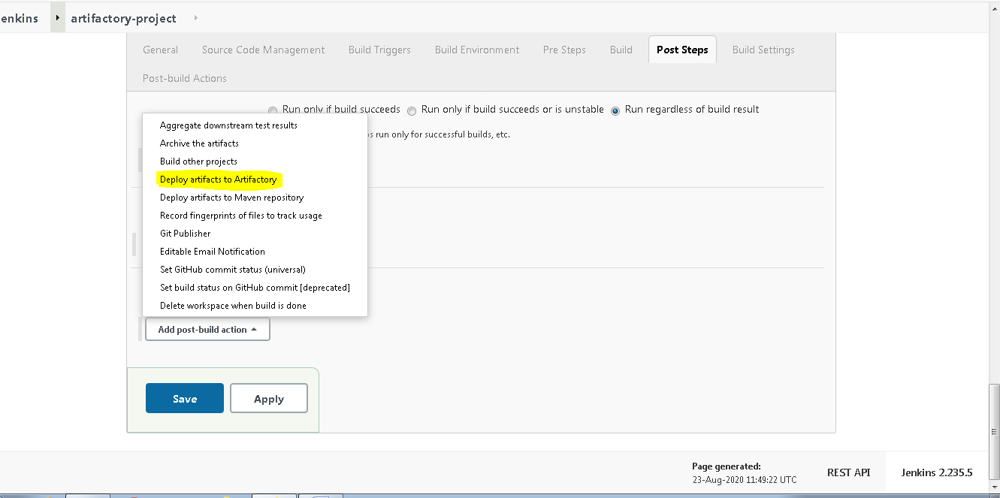 enkins artifactory-project
General Source Code Management Build Triggers Build Environment Pre Steps Build Post Steps Build Settings
Post-build Actions
Run only if build succeeds Run only if build succeeds or is unstable Run regardless of build result
s run only for successful builds, etc.
Aggregate downstream test results
Archive the artifacts
Build other projects
Deploy artifacts to Artifactory
Deploy artifacts to Maven repository
Record fingerprints of files to track usage
Git Publisher
Editable Email Notification
Set GitHub commit status (universal)
Set build status on GitHub commit [deprecated]
Delete workspace when build is done
Add post-build action
Save Apply
Page generated:
23-Aug-2020 11:49:22 UTC
REST API
Jenkins 2.235.5